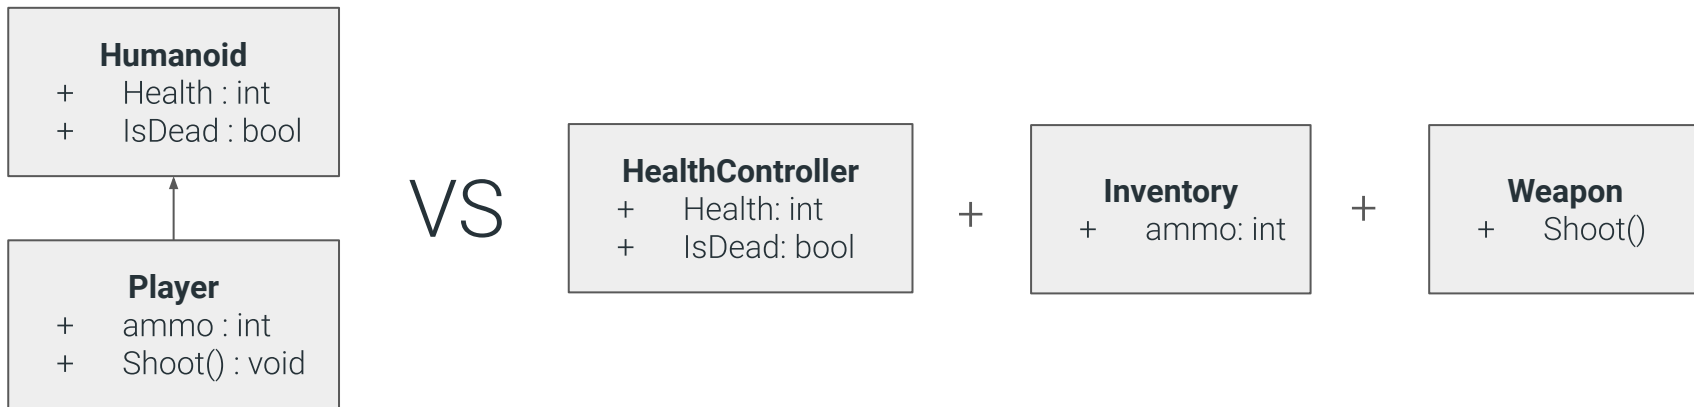 Humanoid
+ Health : int
+ IsDead : bool
Player
+ ammo : int
+ Shoot() : void
VS
HealthController
+ Health: int
+ IsDead: bool
+
Inventory
+ ammo: int
+
Weapon
+ Shoot()